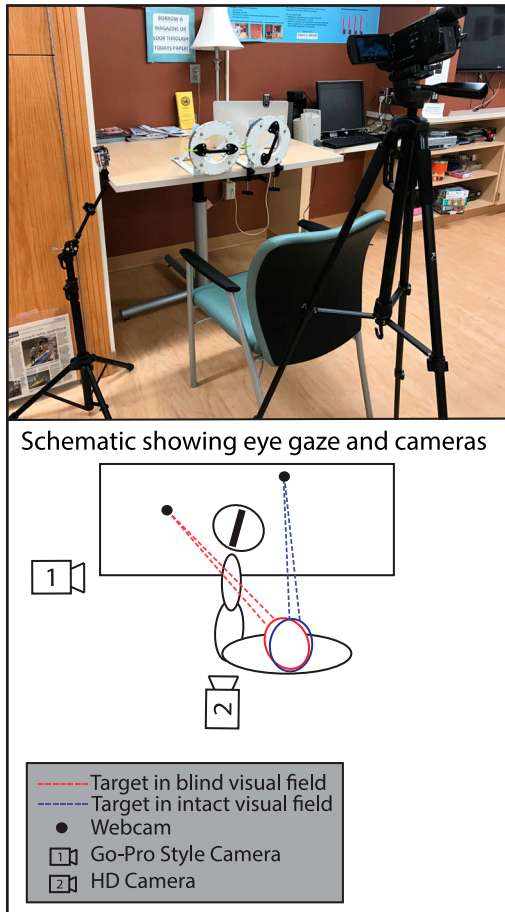 BORROW A
MAGAZINE OR
LOOK THROUGH
TODAYS PAPER!
Schematic showing eye gaze and cameras
1
2
Target in blind visual field
Target in intact visual field
Webcam
1 Go-Pro Style Camera
2 HD Camera